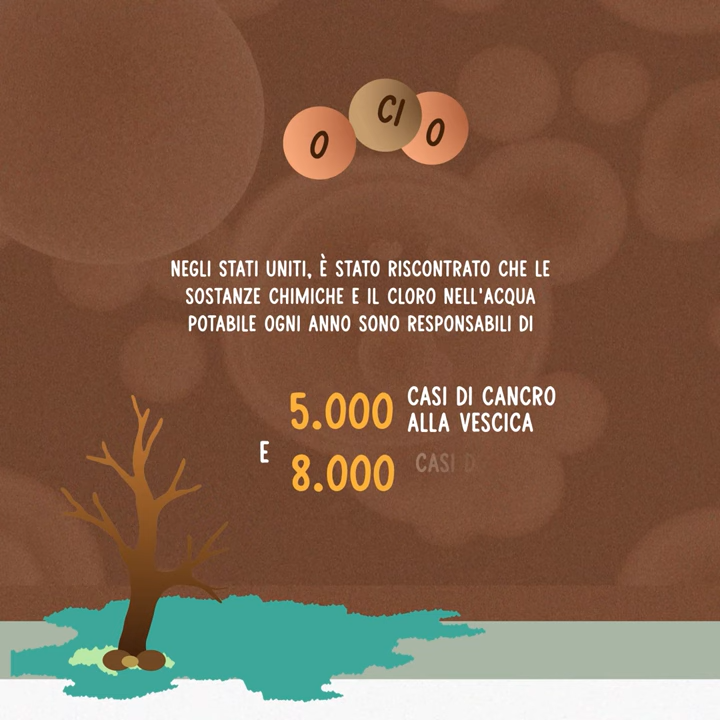 O Cl O
NEGLI STATI UNITI, È STATO RISCONTRATO CHE LE
SOSTANZE CHIMICHE E IL CLORO NELL'ACQUA
POTABILE OGNI ANNO SONO RESPONSABILI DI
5.000 CASI DI CANCRO
ALLA VESCICA
E
8.000 CASI D